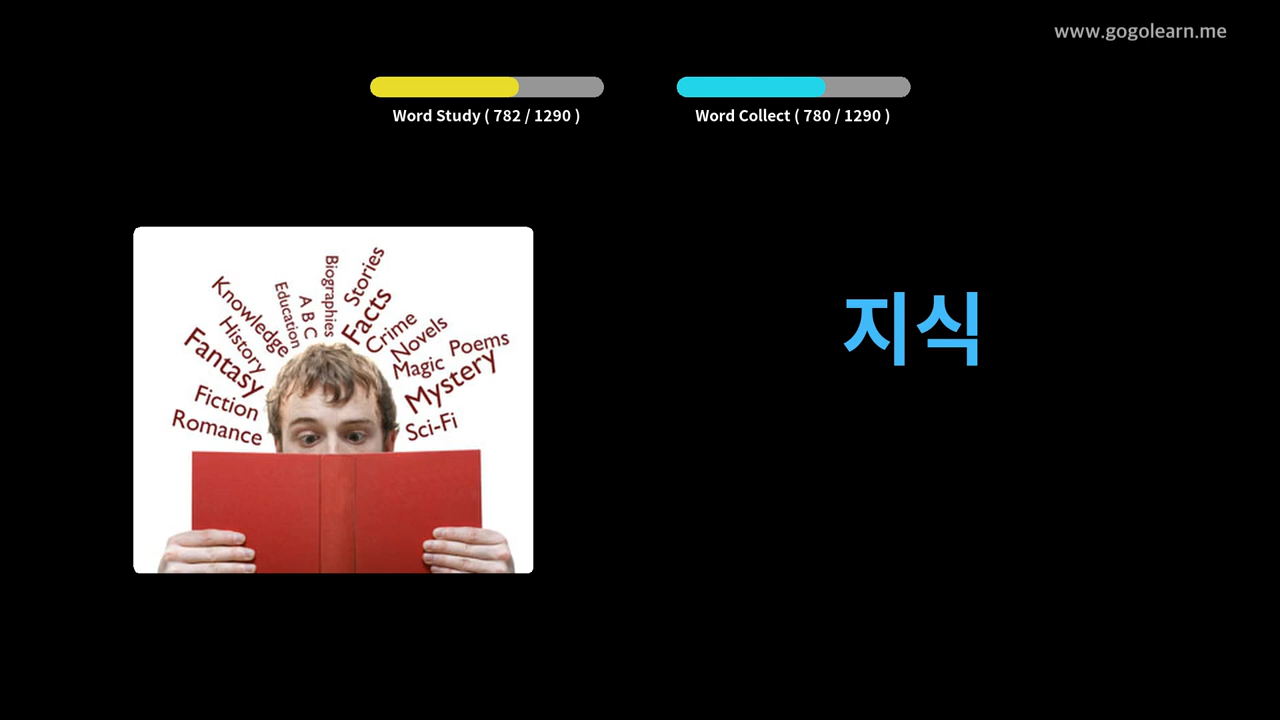 www.gogolearn.me
Word Study ( 782 / 1290 )
Word Collect ( 780 / 1290 )
Romance
Fiction
Fantasy
History
Knowledge
Education
A B C
Biographies
Stories
Facts
Crime
Novels
Magic
Poems
Mystery
Sci-Fi
지식